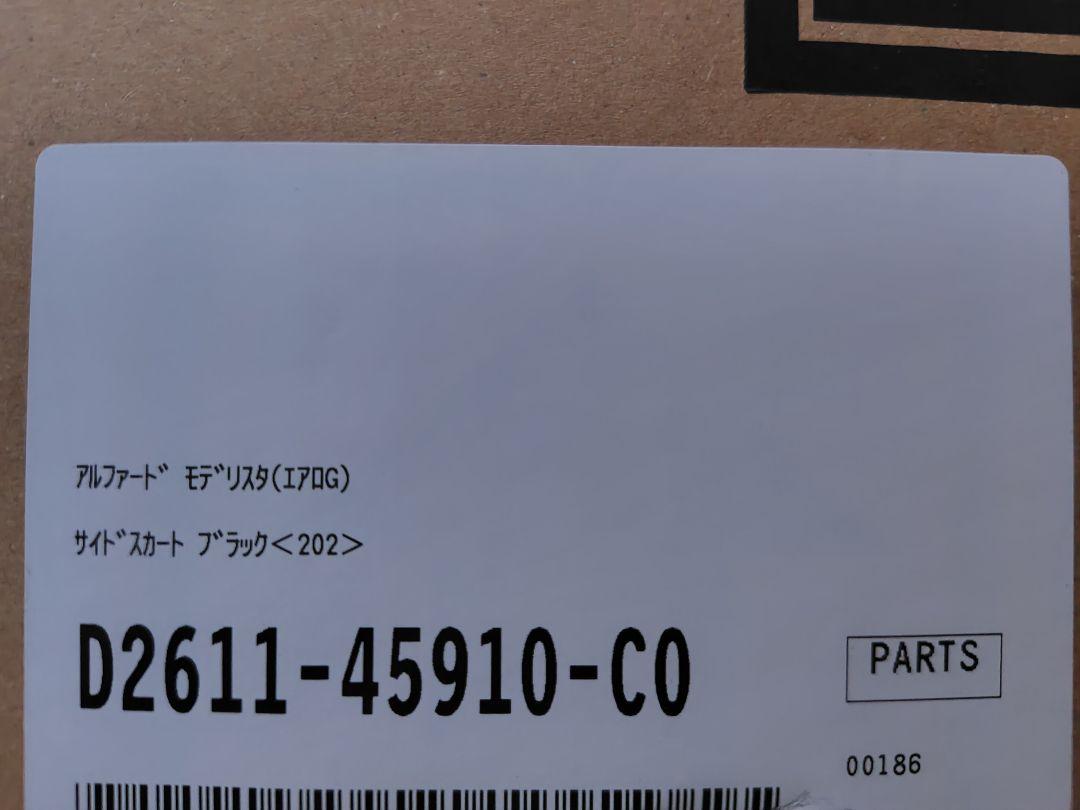 ｱﾙﾌｧｰﾄﾞ ﾓﾃﾞﾘｽﾀ(ｴｱﾛG)
ｻｲﾄﾞｽｶｰﾄ ﾌﾞﾗｯｸ<202>
D2611-45910-C0
PARTS
00186